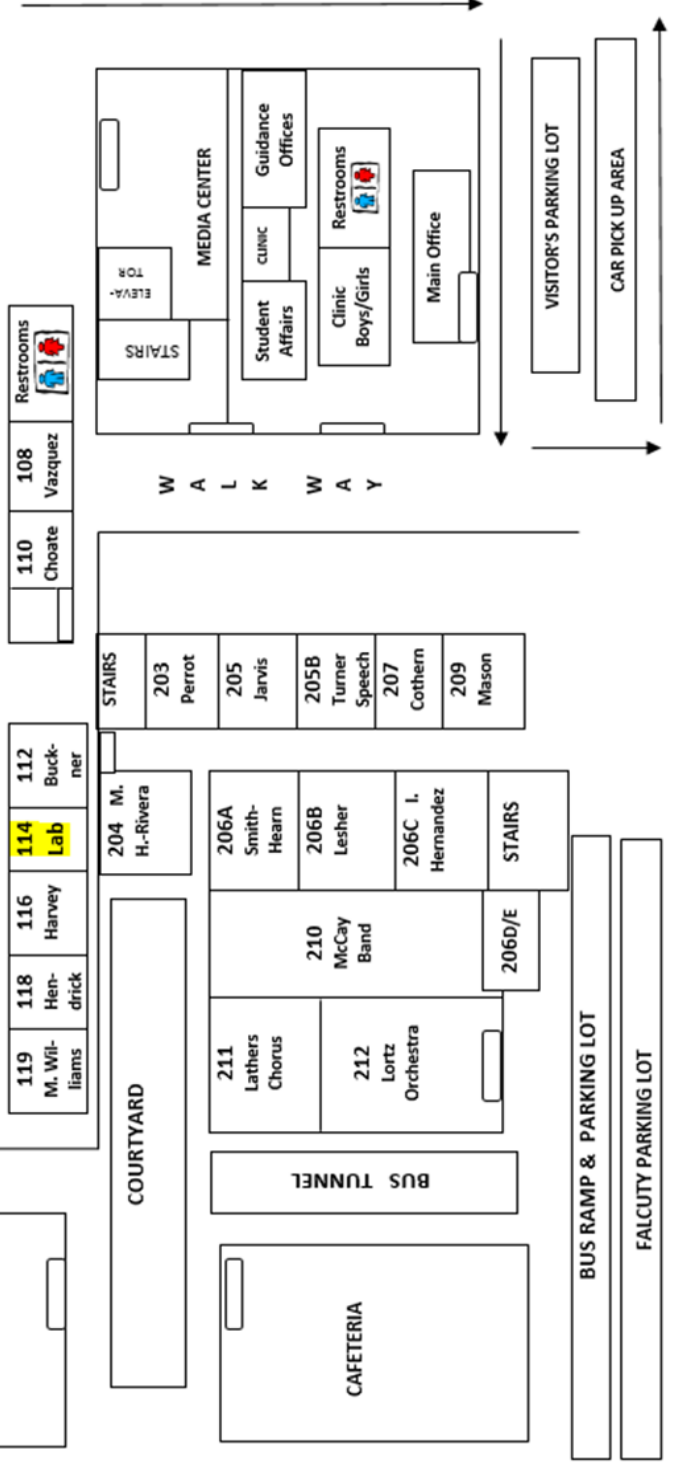 MEDIA CENTER
ELEVA-
TOR
STAIRS
Guidance
Offices
CLINIC
Student
Affairs
Restrooms
Clinic
Boys/Girls
Main Office
VISITOR'S PARKING LOT
CAR PICK UP AREA
Restrooms
108
Vazquez
110
Choate
W
A
L
K
W
A
Y
STAIRS
203
Perrot
205
Jarvis
205B
Turner
Speech
207
Cothern
209
Mason
112
Buck-
ner
114
Lab
116
Harvey
118
Hen-
drick
119
M. Wil-
liams
204 M.
H.-Rivera
206A
Smith-
Hearn
206B
Lesher
206C I.
Hernandez
STAIRS
210
McCay
Band
206D/E
211
Lathers
Chorus
212
Lortz
Orchestra
COURTYARD
BUS TUNNEL
CAFETERIA
BUS RAMP & PARKING LOT
FALCUTY PARKING LOT